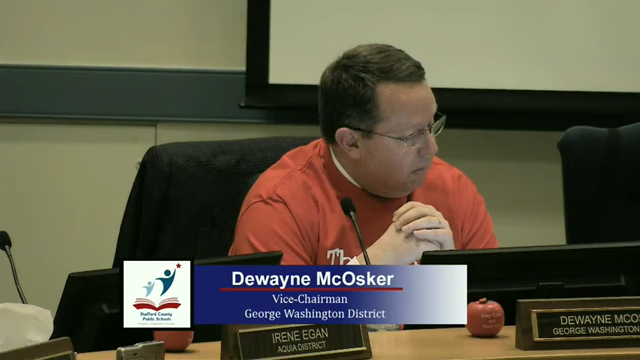 Dewayne McOsker
Vice-Chairman
George Washington District
Stafford County
Public Schools
IRENE EGAN
AQUIA DISTRICT
DEWAYNE MCOS
GEORGE WASHINGTON